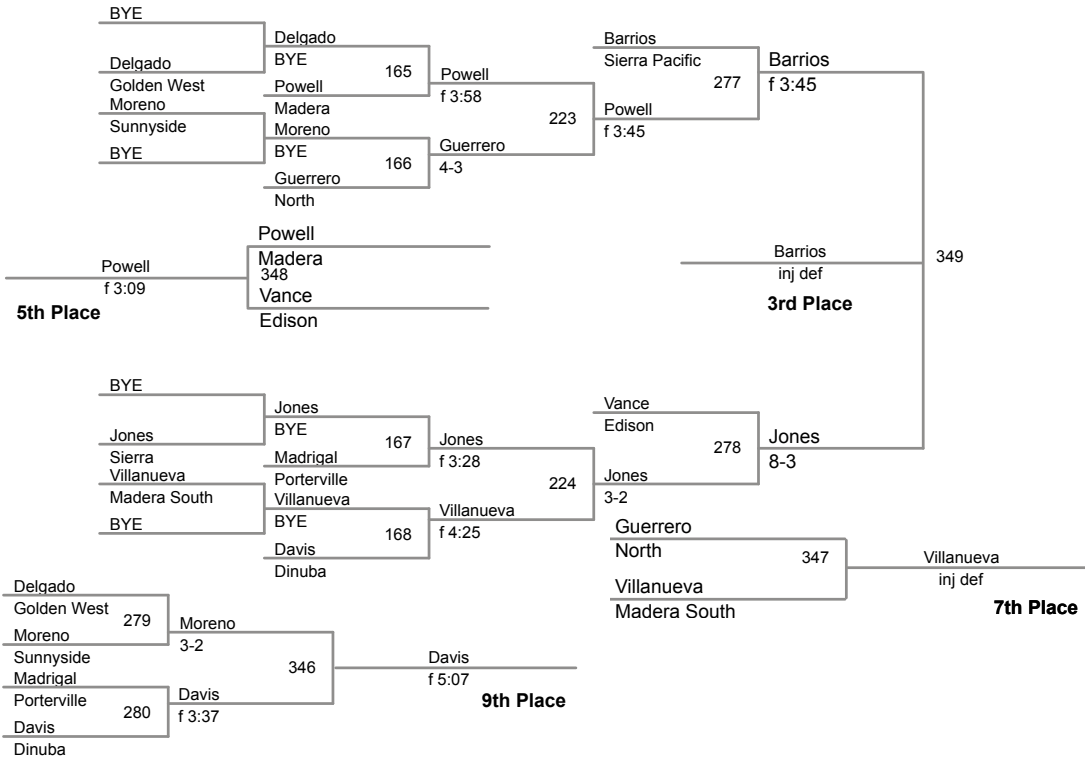 BYE
Delgado
Golden West
Moreno
Sunnyside
BYE
Delgado
BYE
165
Powell
Madera
Moreno
BYE
166
Guerrero
North
Powell
f 3:58
223
Guerrero
4-3
Barrios
Sierra Pacific
277
Powell
f 3:45
Barrios
f 3:45
349
Barrios
inj def
3rd Place
Powell
Madera
348
Vance
Edison
Powell
f 3:09
5th Place
BYE
Jones
Sierra
Villanueva
Madera South
BYE
Jones
BYE
167
Madrigal
Porterville
Villanueva
BYE
168
Davis
Dinuba
Jones
f 3:28
224
Villanueva
f 4:25
Vance
Edison
278
Jones
3-2
Jones
8-3
Guerrero
North
347
Villanueva
Madera South
Villanueva
inj def
7th Place
Delgado
Golden West
279
Moreno
Sunnyside
Madrigal
Porterville
280
Davis
Dinuba
Moreno
3-2
346
Davis
f 3:37
Davis
f 5:07
9th Place